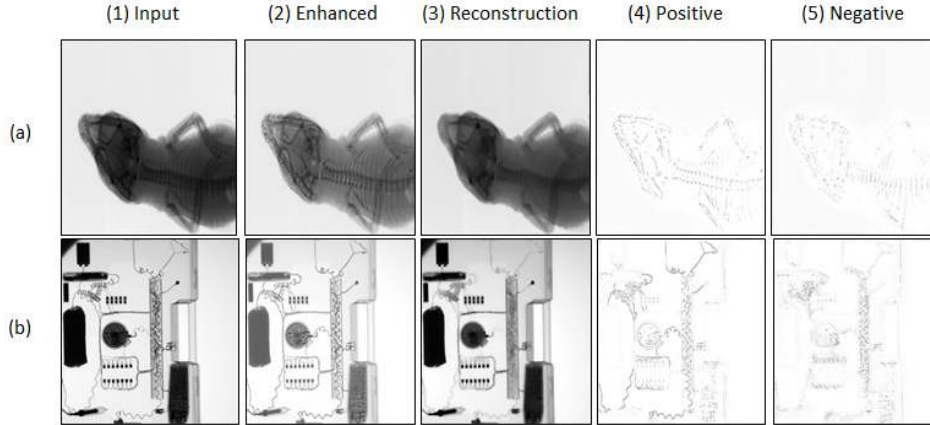 (1) Input (2) Enhanced (3) Reconstruction (4) Positive (5) Negative
(a)
(b)